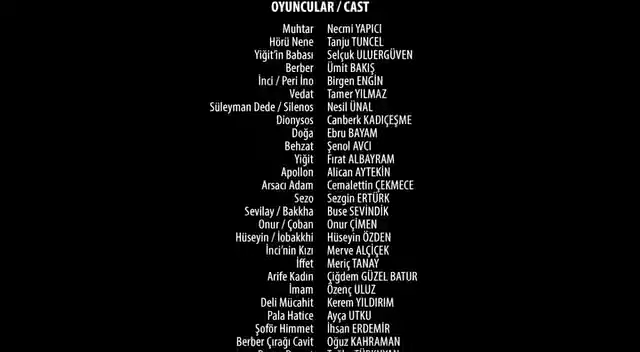 OYUNCULAR / CAST
Muhtar Necmi YAPICI
Hörü Nene Tanju TUNCEL
Yiğit'in Babası Selçuk ULUERGÜVEN
Berber Ümit BAKIŞ
İnci / Peri İno Birgen ENGİN
Vedat Tamer YILMAZ
Süleyman Dede / Silenos Nesil ÜNAL
Dionysos Canberk KADIÇEŞME
Doğa Ebru BAYAM
Behzat Şenol AVCI
Yiğit Fırat ALBAYRAM
Apollon Alican AYTEKİN
Arsacı Adam Cemalettin ÇEKMECE
Sezo Sezgin ERTÜRK
Sevilay / Bakkha Buse SEVİNDİK
Onur / Çoban Onur ÇİMEN
Hüseyin / Iobakkhi Hüseyin ÖZDEN
İnci'nin Kızı Merve ALÇİÇEK
İffet Meriç TANAY
Arife Kadın Çiğdem GÜZEL BATUR
İmam Özenç ULUZ
Deli Mücahit Kerem YILDIRIM
Pala Hatice Ayça UTKU
Şoför Himmet İhsan ERDEMİR
Berber Çırağı Cavit Oğuz KAHRAMAN